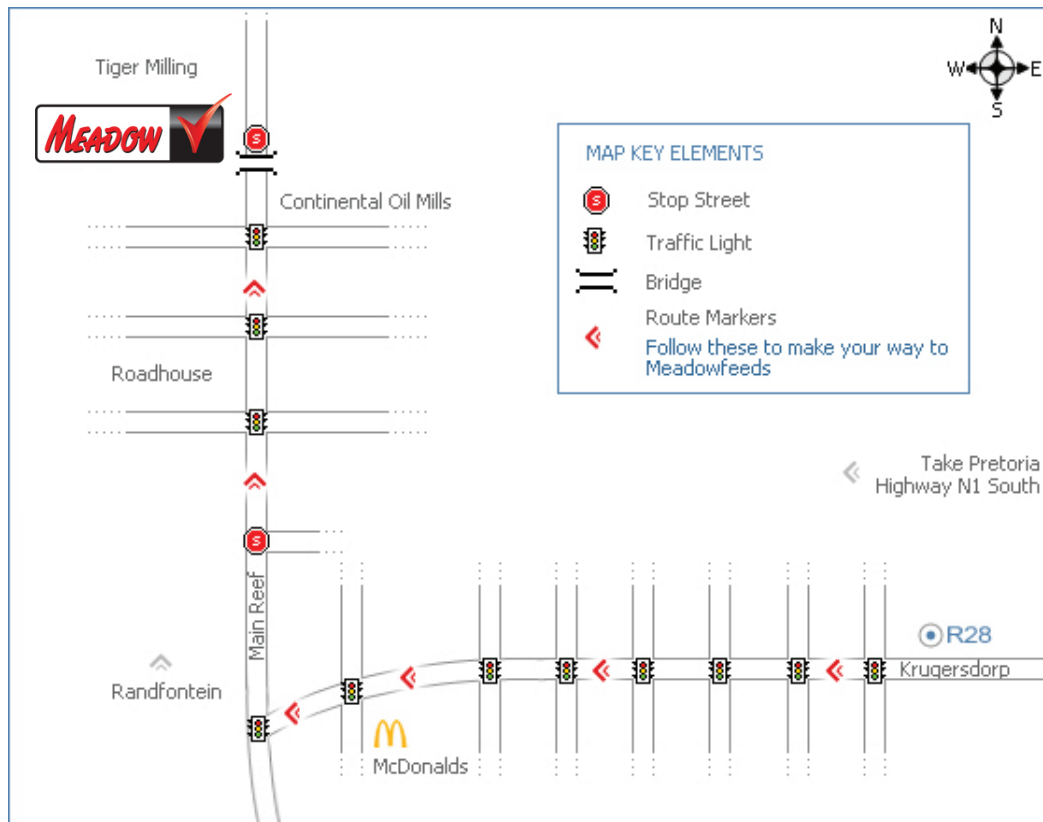 N
W E
S
Tiger Milling
MEADOW
S
Continental Oil Mills
MAP KEY ELEMENTS
S Stop Street
Traffic Light
Bridge
Route Markers
Follow these to make your way to
Meadowfeeds
Roadhouse
Take Pretoria
Highway N1 South
S
Main Reef
R28
Krugersdorp
Randfontein
McDonalds